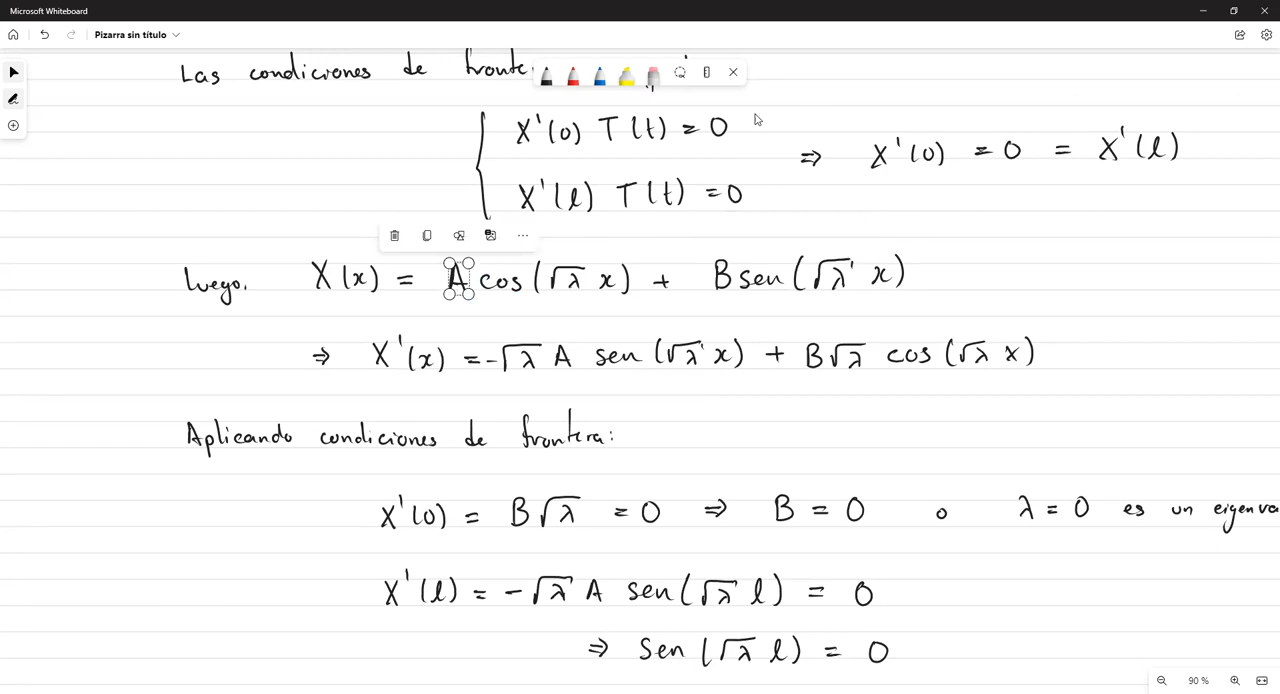 Microsoft Whiteboard
Pizarra sin título
Las condiciones de
X'(0) T(t) = 0
X'(l) T(t) = 0
⇒ X'(0) = 0 = X'(l)
luego. X(x) = A cos(√λ x) + B sen(√λ x)
⇒ X'(x) = -√λ A sen(√λ x) + B√λ cos(√λ x)
Aplicando condiciones de frontera:
X'(0) = B√λ = 0 ⇒ B = 0 o λ = 0 es un eigenva
X'(l) = -√λ A sen(√λ l) = 0
⇒ Sen(√λ l) = 0
90 %